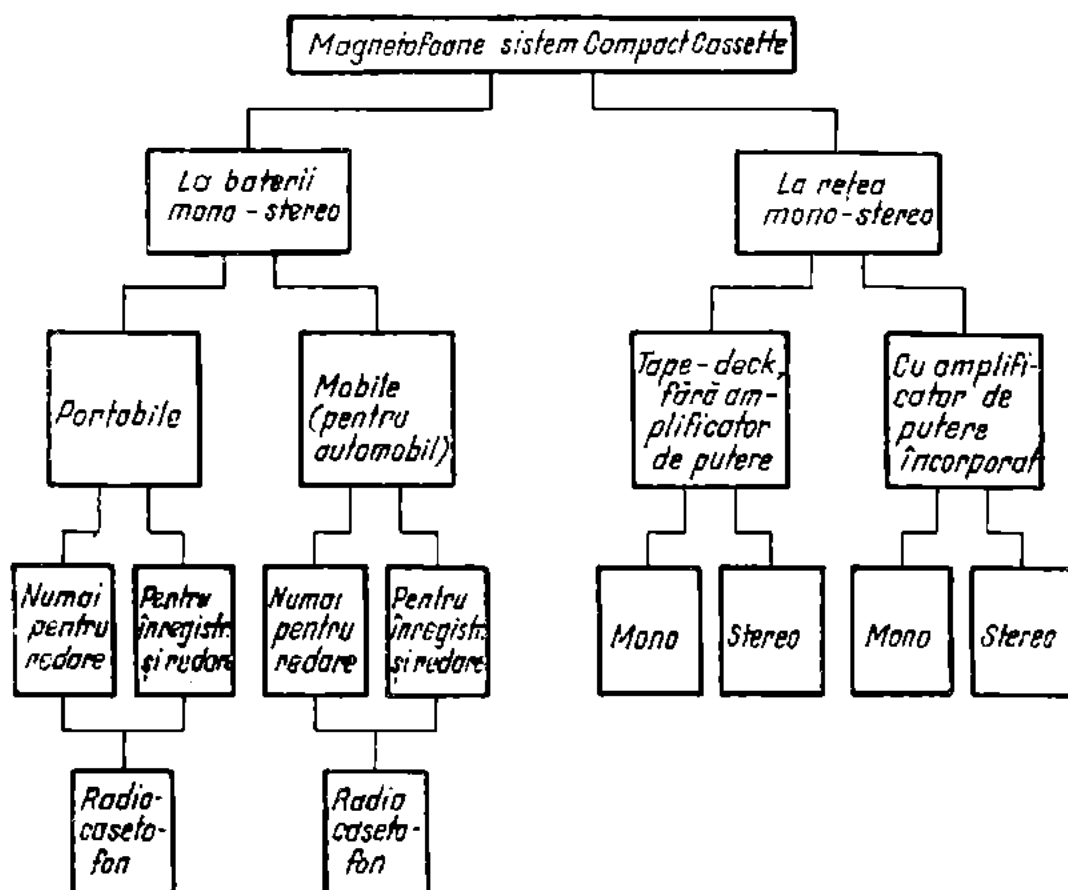 Magnetofoane sistem Compact Cassette
La baterii
mono - stereo
La rețea
mono-stereo
Portabile
Mobile
(pentru
automobil)
Tape-deck,
fără am-
plificator
de putere
Cu amplifi-
cator de
putere
încorporat
Numai
pentru
redare
Pentru
înregistr.
și redare
Numai
pentru
redare
Pentru
înregistr.
și redare
Mono
Stereo
Mono
Stereo
Radio-
caseto-
fon
Radio
caseto-
fon